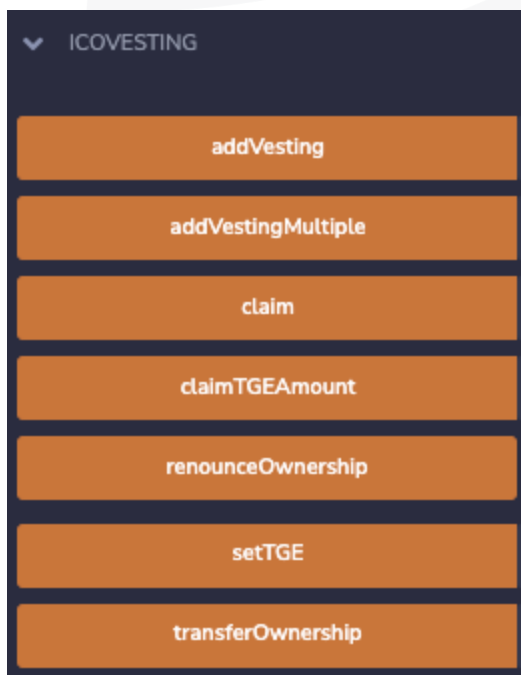 ICOVESTING
addVesting
addVestingMultiple
claim
claimTGEAmount
renounceOwnership
setTGE
transferOwnership